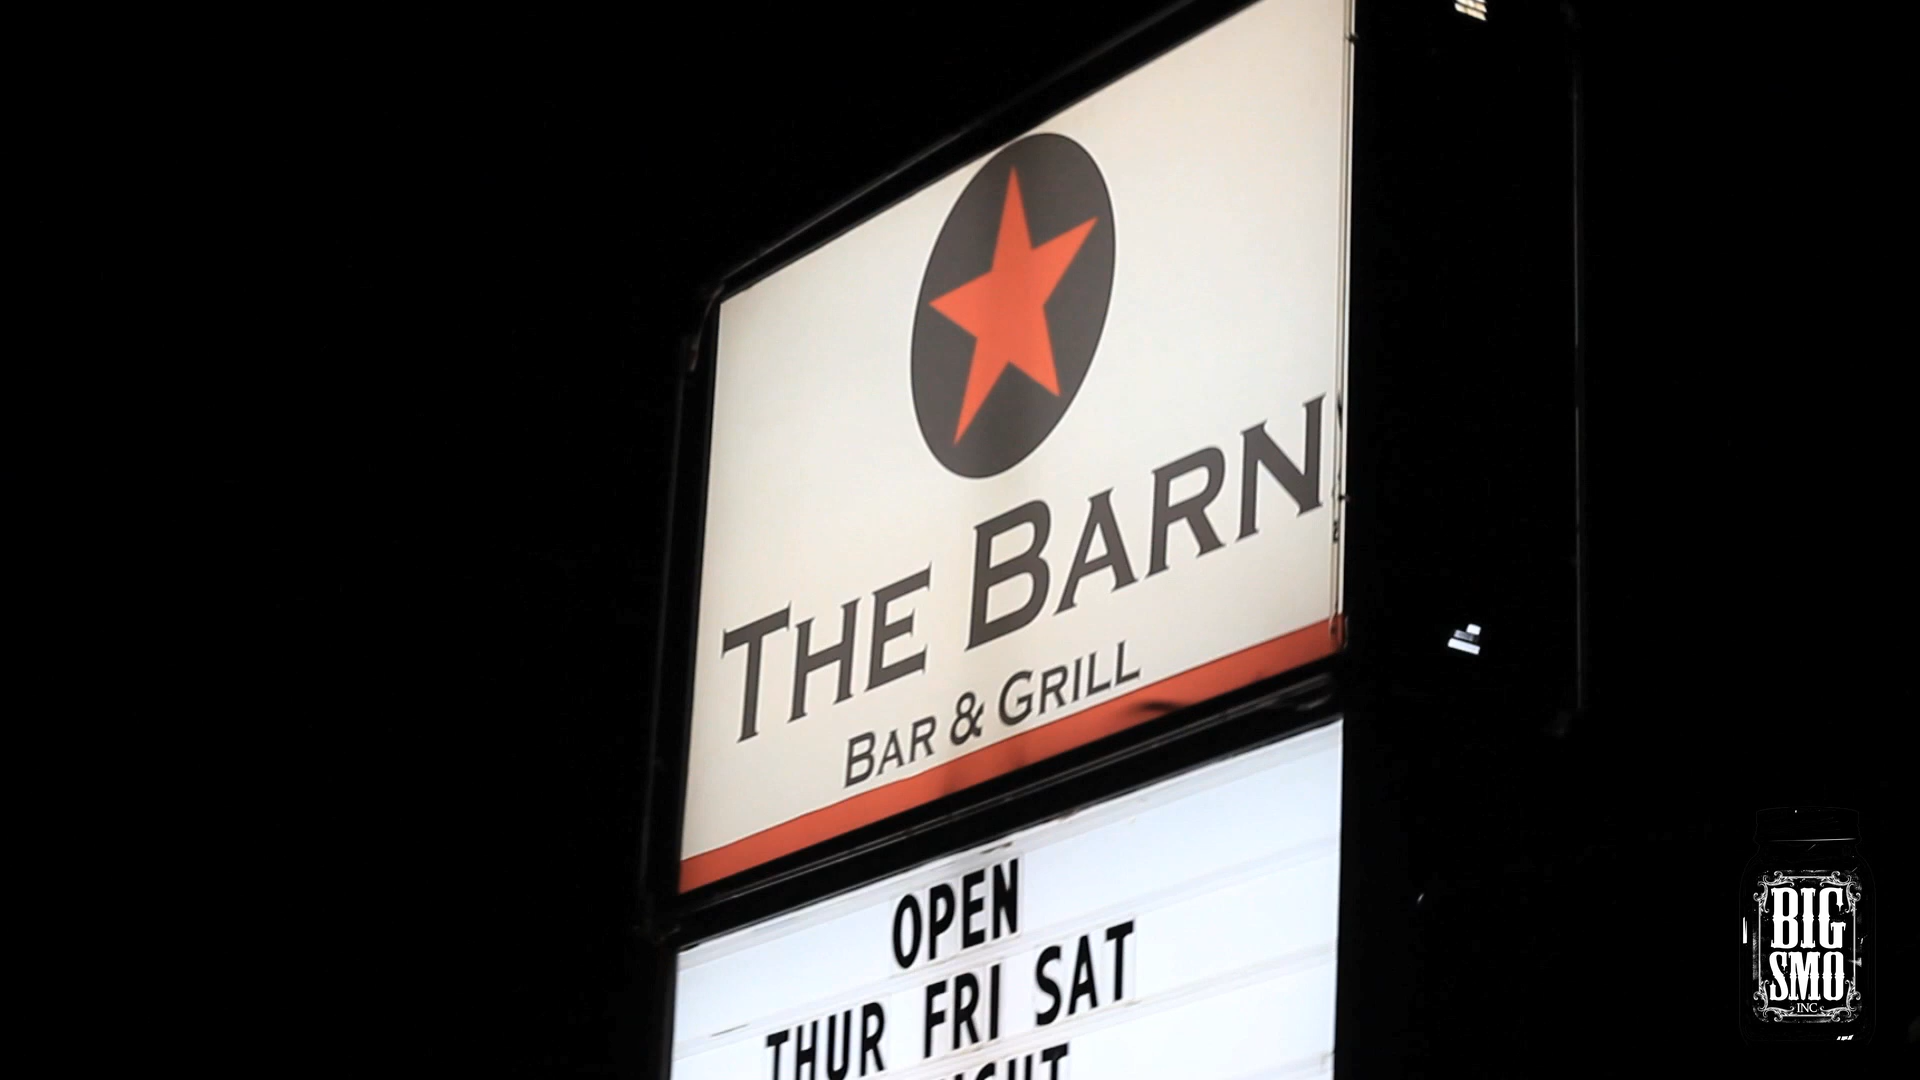 THE BARN
BAR & GRILL
OPEN
THUR FRI SAT
BIG
SMO
INC